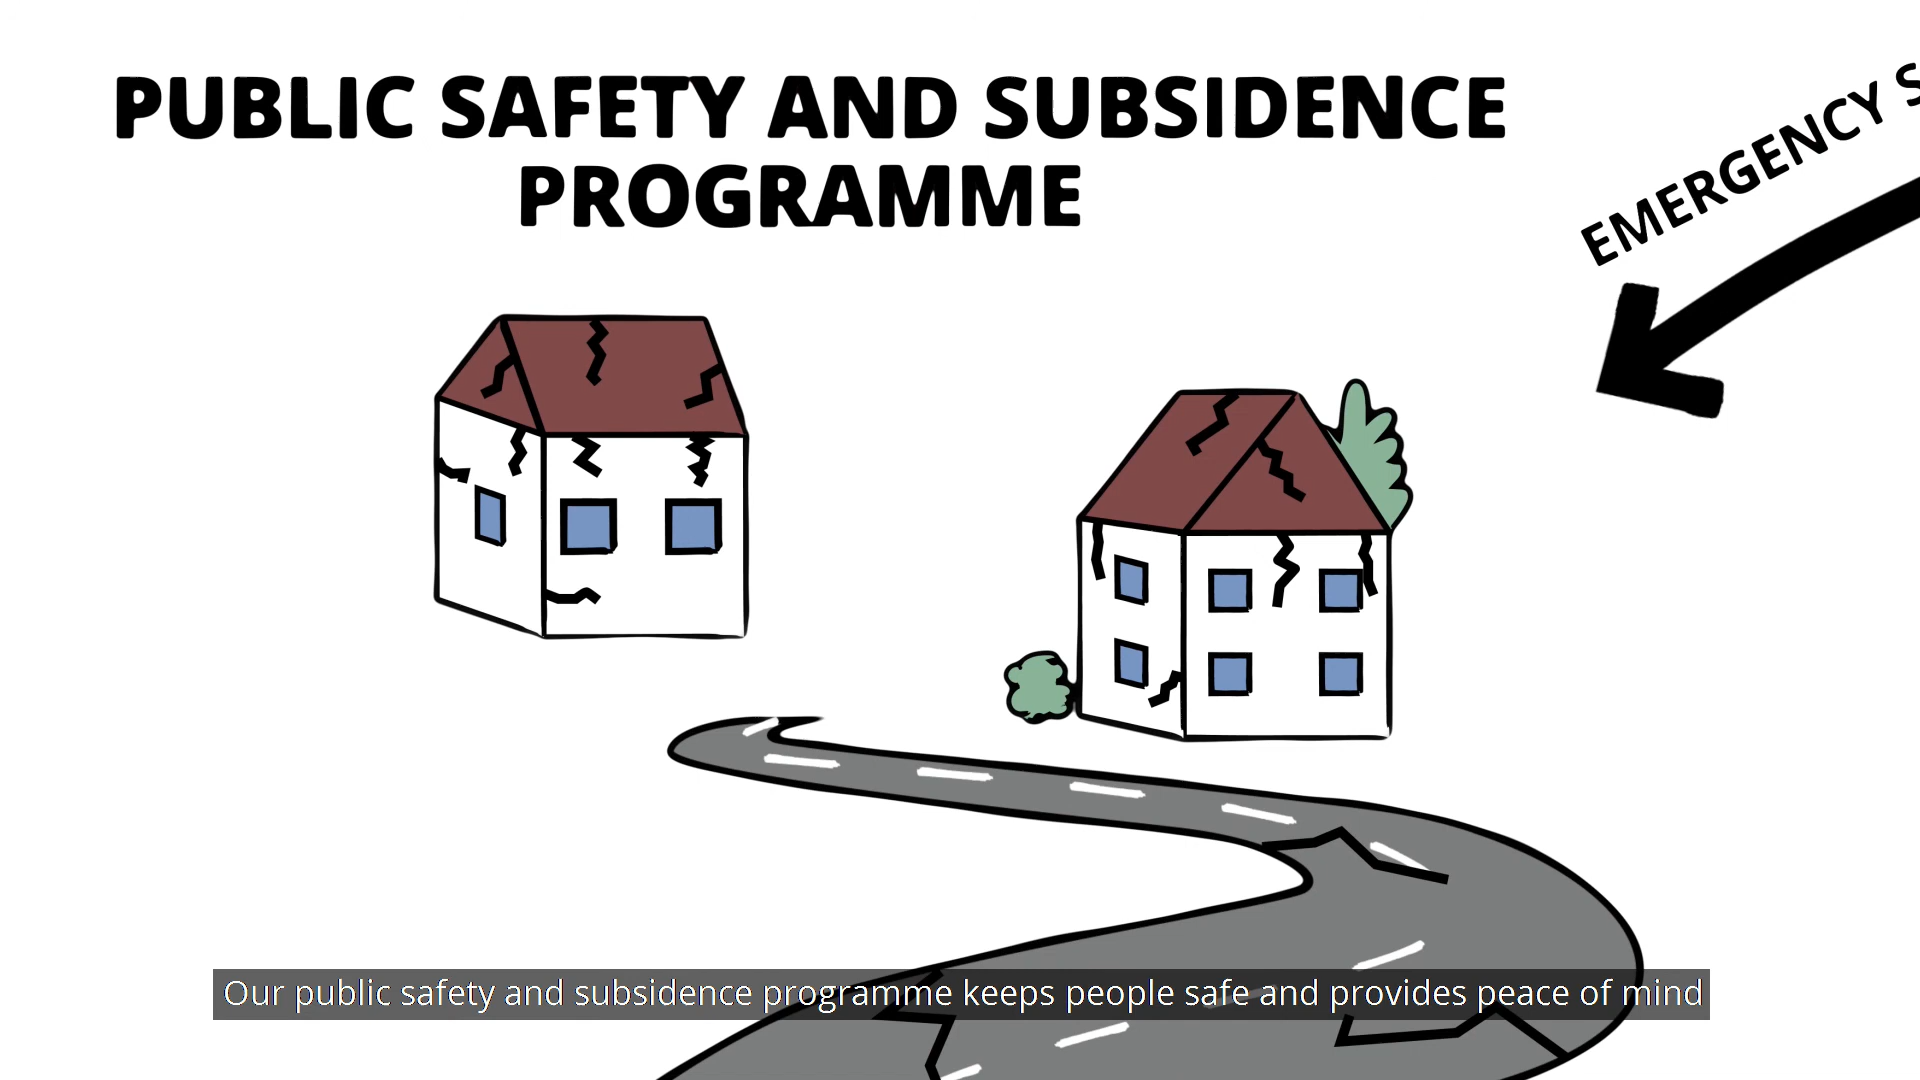 PUBLIC SAFETY AND SUBSIDENCE
PROGRAMME
EMERGENCY S
Our public safety and subsidence programme keeps people safe and provides peace of mind